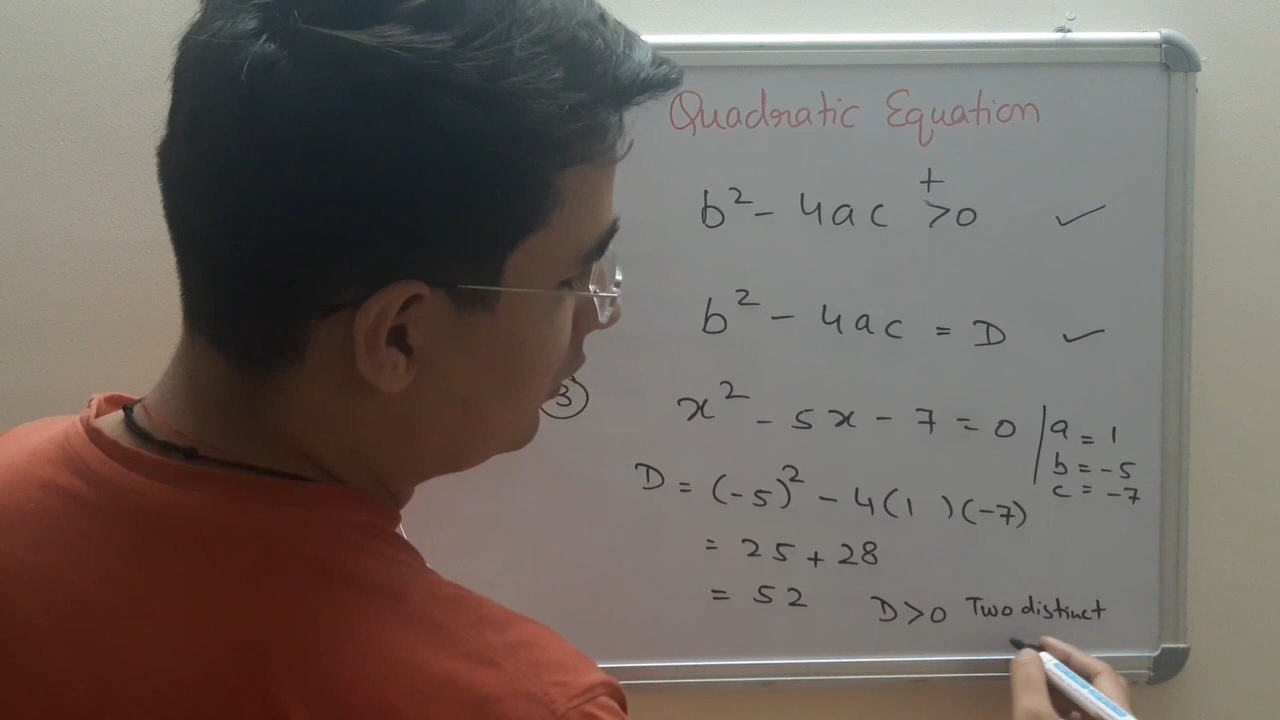 Quadratic Equation
+
b² - 4ac >0 ✓
b² - 4ac = D ✓
③ x² - 5x - 7 = 0 | a = 1
b = -5
c = -7
D = (-5)² - 4(1 )(-7)
= 25 + 28
= 52 D>0 Two distinct